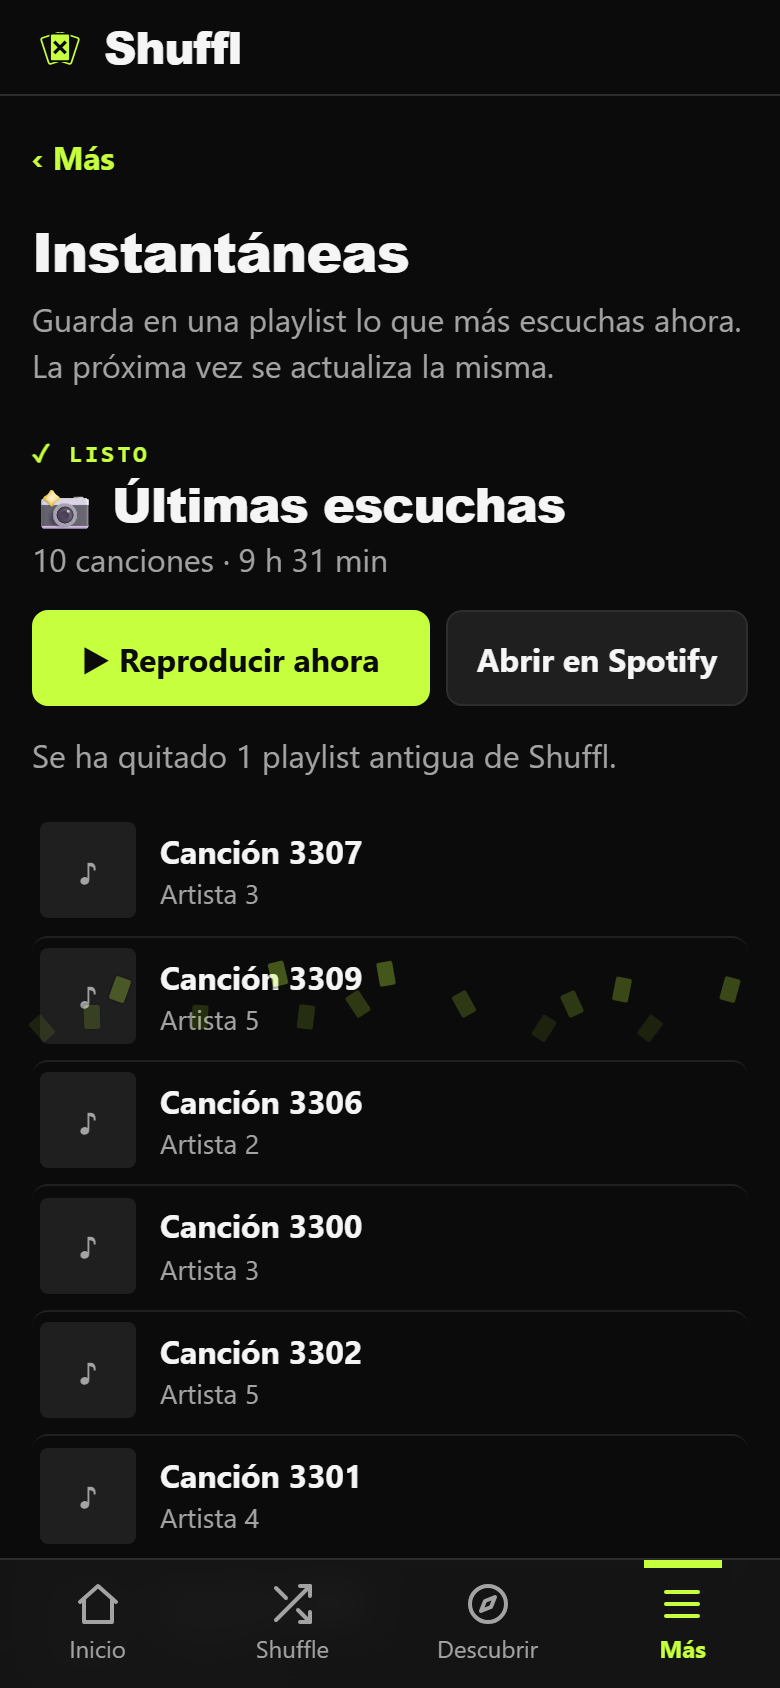 Shuffl
‹ Más
Instantáneas
Guarda en una playlist lo que más escuchas ahora.
La próxima vez se actualiza la misma.
✓ LISTO
📸 Últimas escuchas
10 canciones · 9 h 31 min
▶ Reproducir ahora
Abrir en Spotify
Se ha quitado 1 playlist antigua de Shuffl.
♪
Canción 3307
Artista 3
♪
Canción 3309
Artista 5
♪
Canción 3306
Artista 2
♪
Canción 3300
Artista 3
♪
Canción 3302
Artista 5
♪
Canción 3301
Artista 4
Inicio
Shuffle
Descubrir
Más